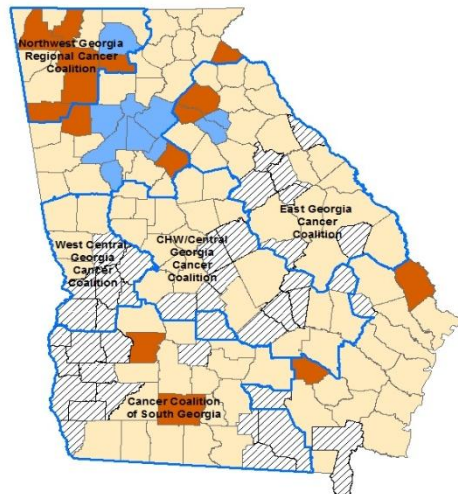 Northwest Georgia
Regional Cancer
Coalition
East Georgia
Cancer
Coalition
West Central
Georgia
Cancer
Coalition
CHW/Central
Georgia
Cancer
Coalition
Cancer Coalition
of South Georgia